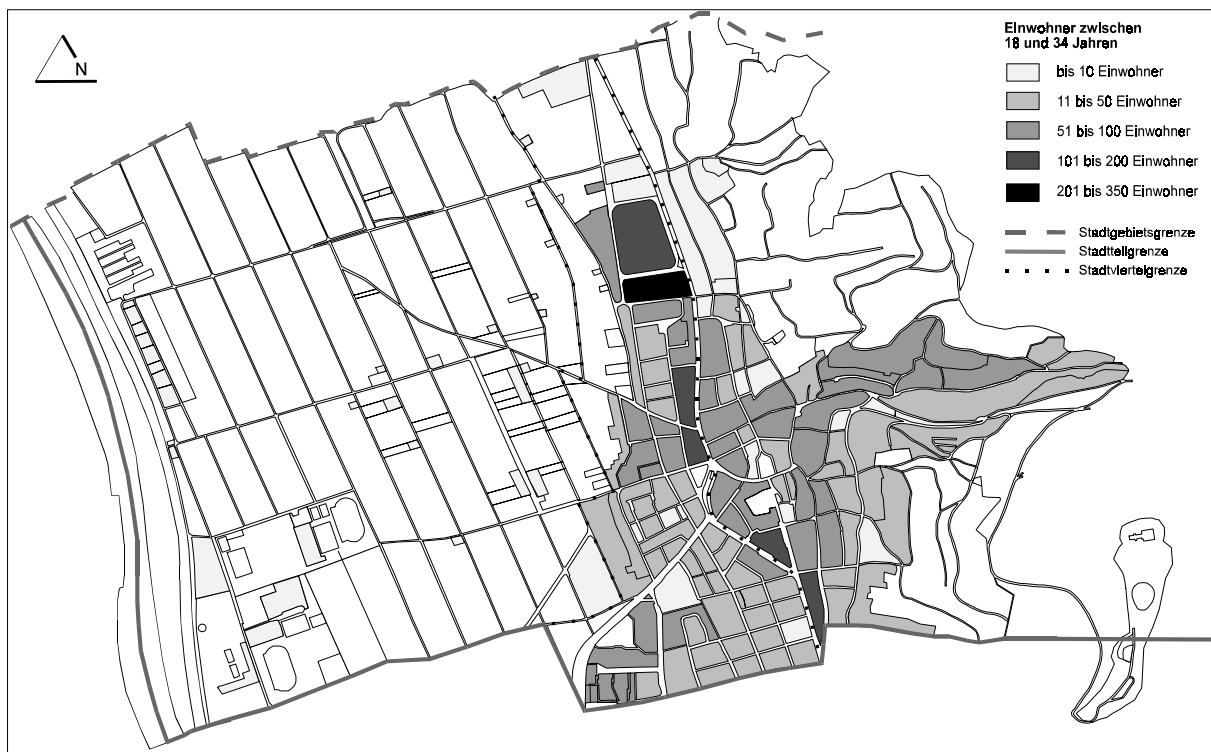 N
Einwohner zwischen
18 und 34 Jahren
bis 10 Einwohner
11 bis 50 Einwohner
51 bis 100 Einwohner
101 bis 200 Einwohner
201 bis 350 Einwohner
Stadtgebietsgrenze
Stadtteilgrenze
Stadtviertelgrenze